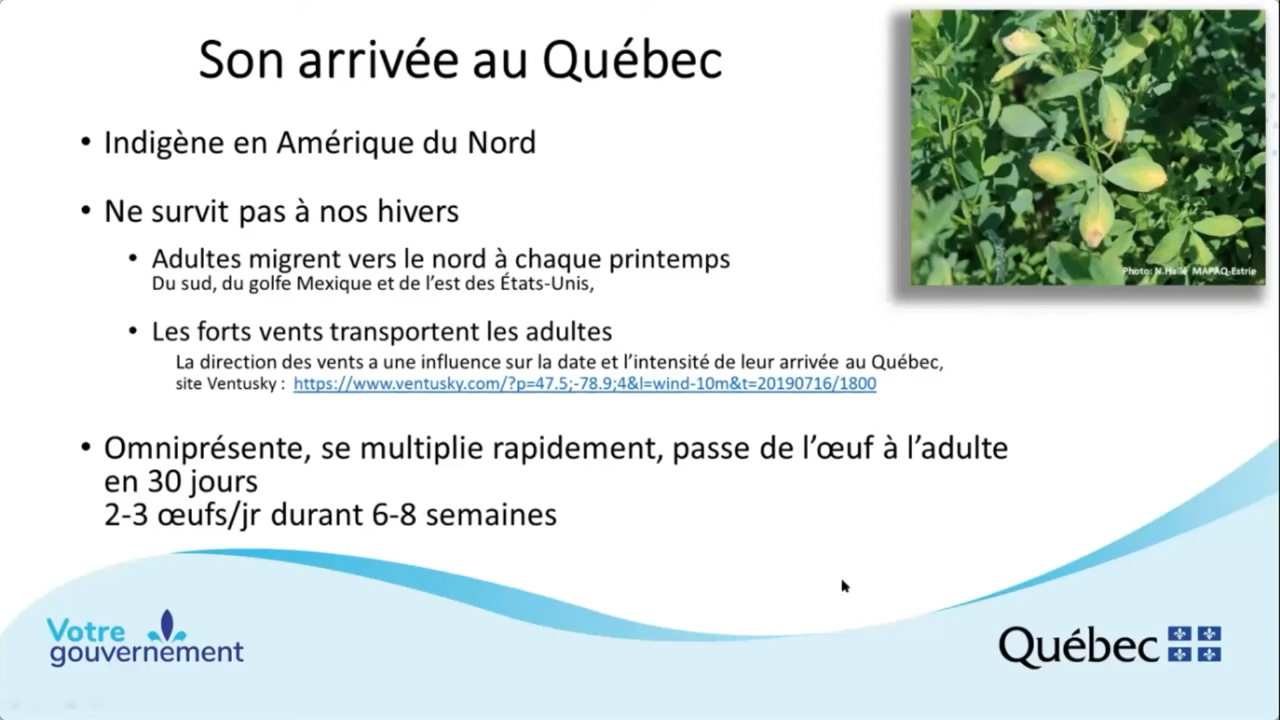 Son arrivée au Québec
Photo: N.Hallé MAPAQ-Estrie
• Indigène en Amérique du Nord
• Ne survit pas à nos hivers
• Adultes migrent vers le nord à chaque printemps
Du sud, du golfe Mexique et de l’est des États-Unis,
• Les forts vents transportent les adultes
La direction des vents a une influence sur la date et l’intensité de leur arrivée au Québec,
site Ventusky : https://www.ventusky.com/?p=47.5;-78.9;4&l=wind-10m&t=20190716/1800
• Omniprésente, se multiplie rapidement, passe de l’œuf à l’adulte
en 30 jours
2-3 œufs/jr durant 6-8 semaines
Votre
gouvernement
Québec